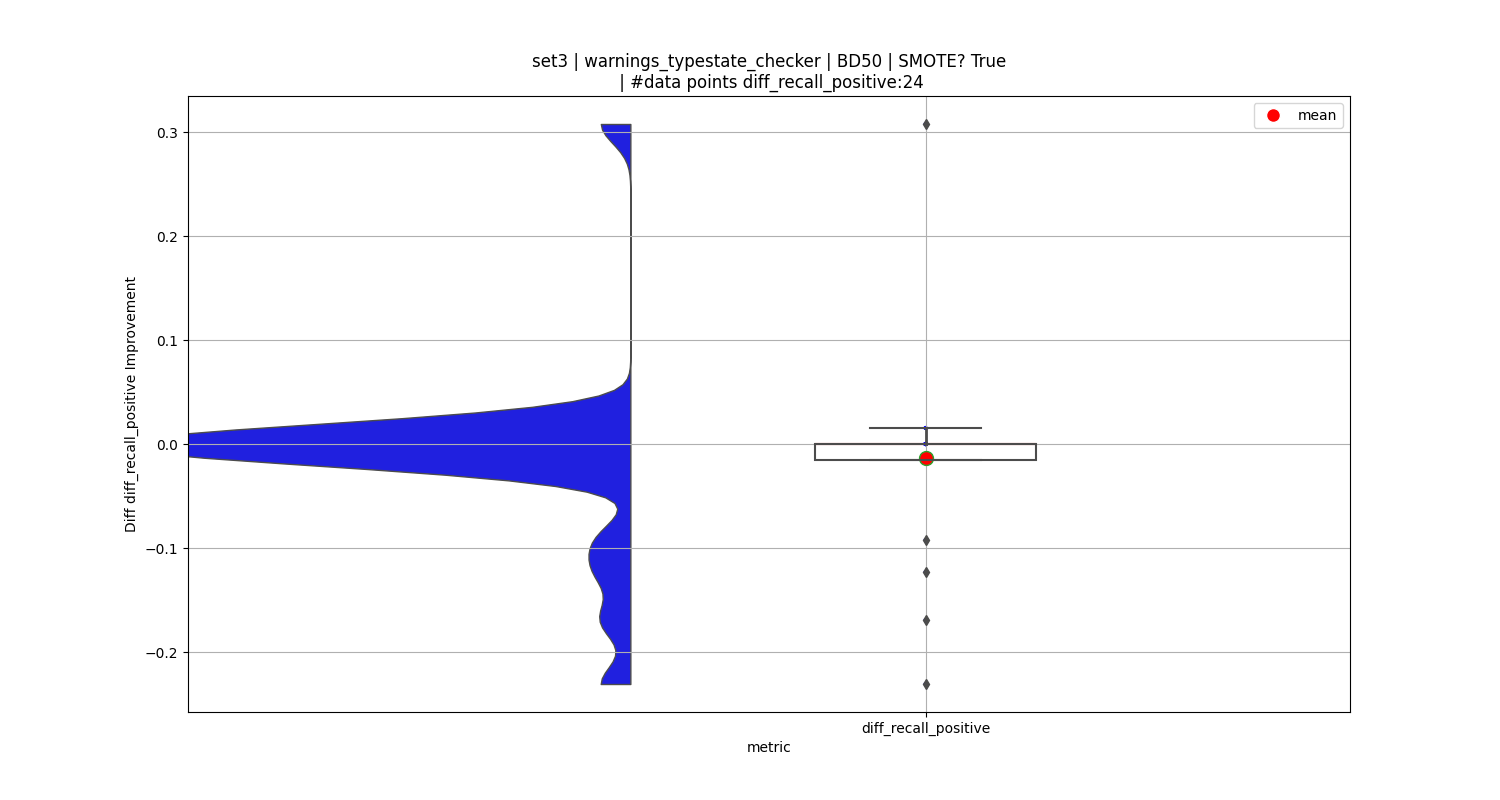 set3 | warnings_typestate_checker | BD50 | SMOTE? True
| #data points diff_recall_positive:24
mean
0.3
0.2
0.1
0.0
−0.1
−0.2
Diff diff_recall_positive Improvement
diff_recall_positive
metric